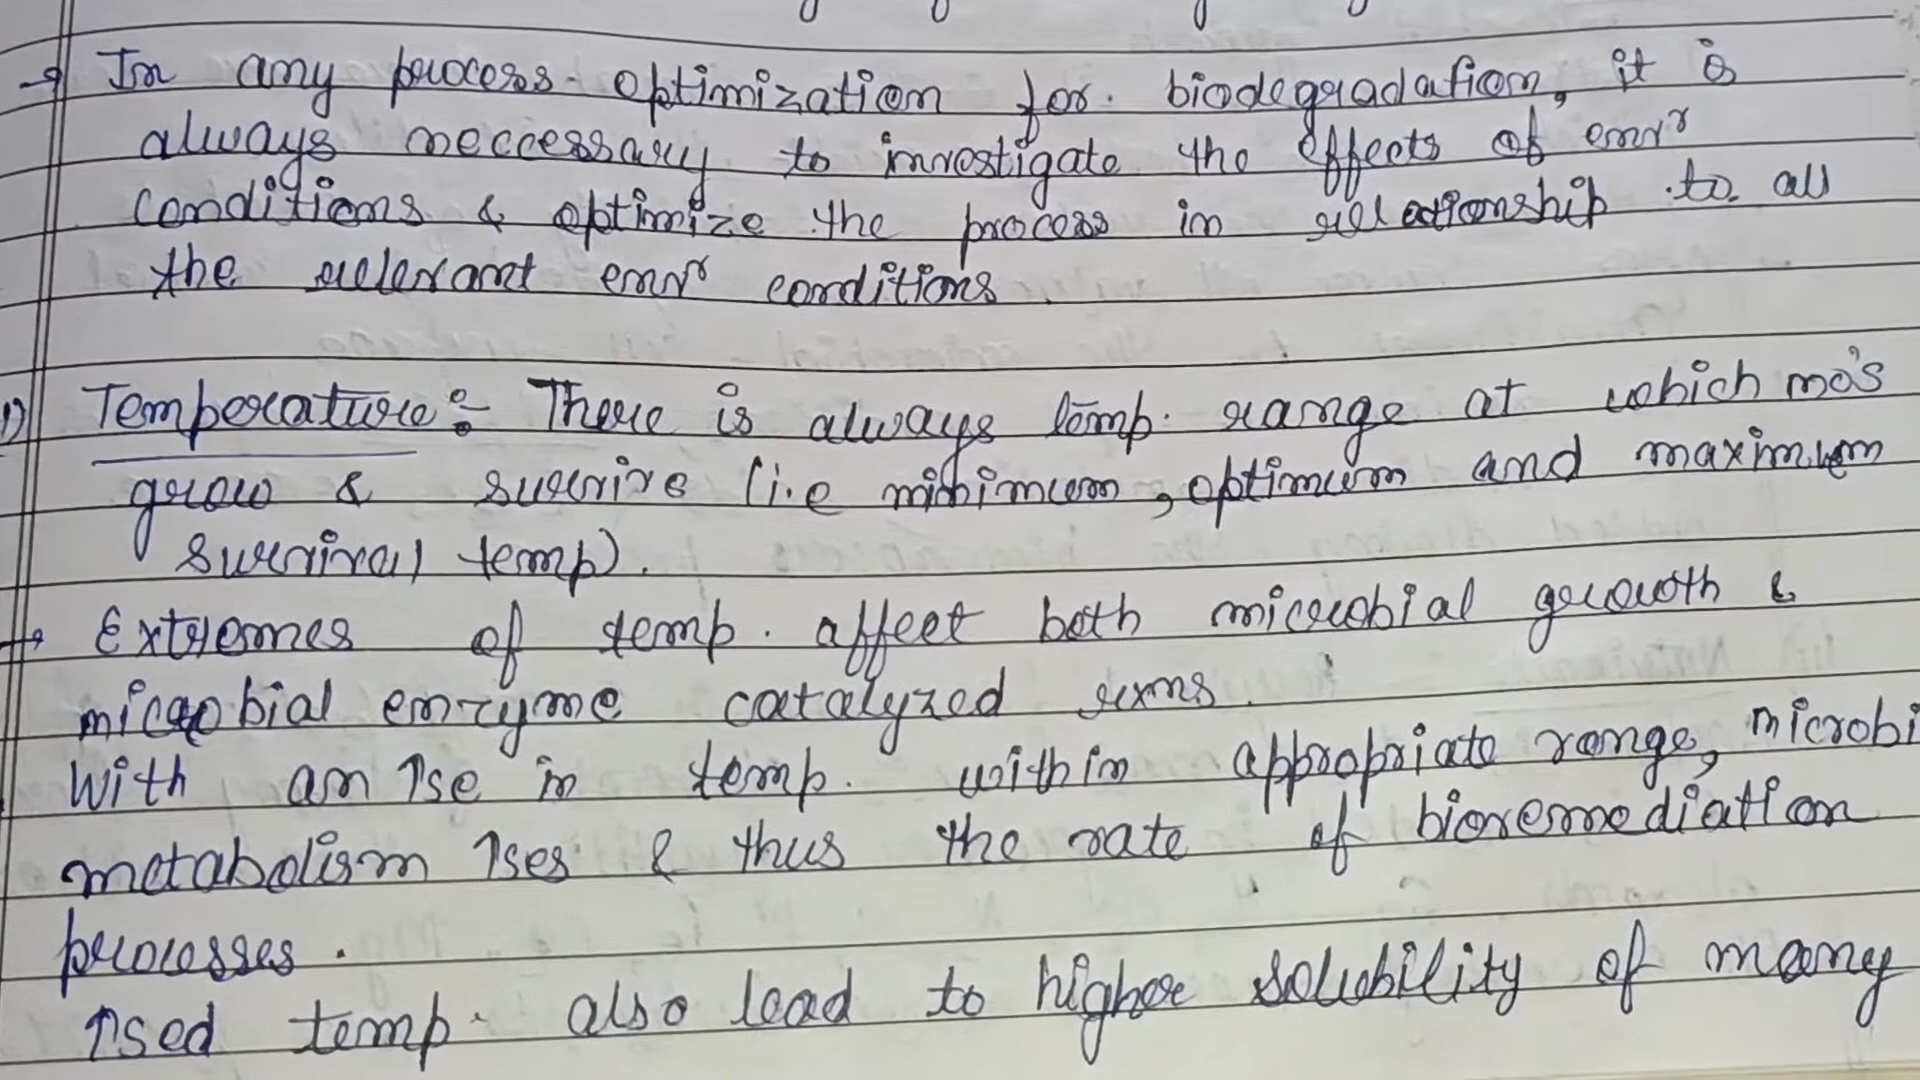 → In any process optimization for. biodegradation, it is
always neccessary to investigate the effects of envr
conditions & optimize the process in relationship to all
the relevant envr conditions.
1) Temperature :- There is always temp. range at which mo's
grow & survive (i.e minimum, optimum and maximum
survival temp).
→ Extremes of temp. affect both microbial growth &
microbial enzyme catalyzed rxns.
With an ↑se in temp. within appropriate range, microbi
metabolism ↑ses & thus the rate of bioremediation
processes.
↑sed temp. also lead to higher solubility of many